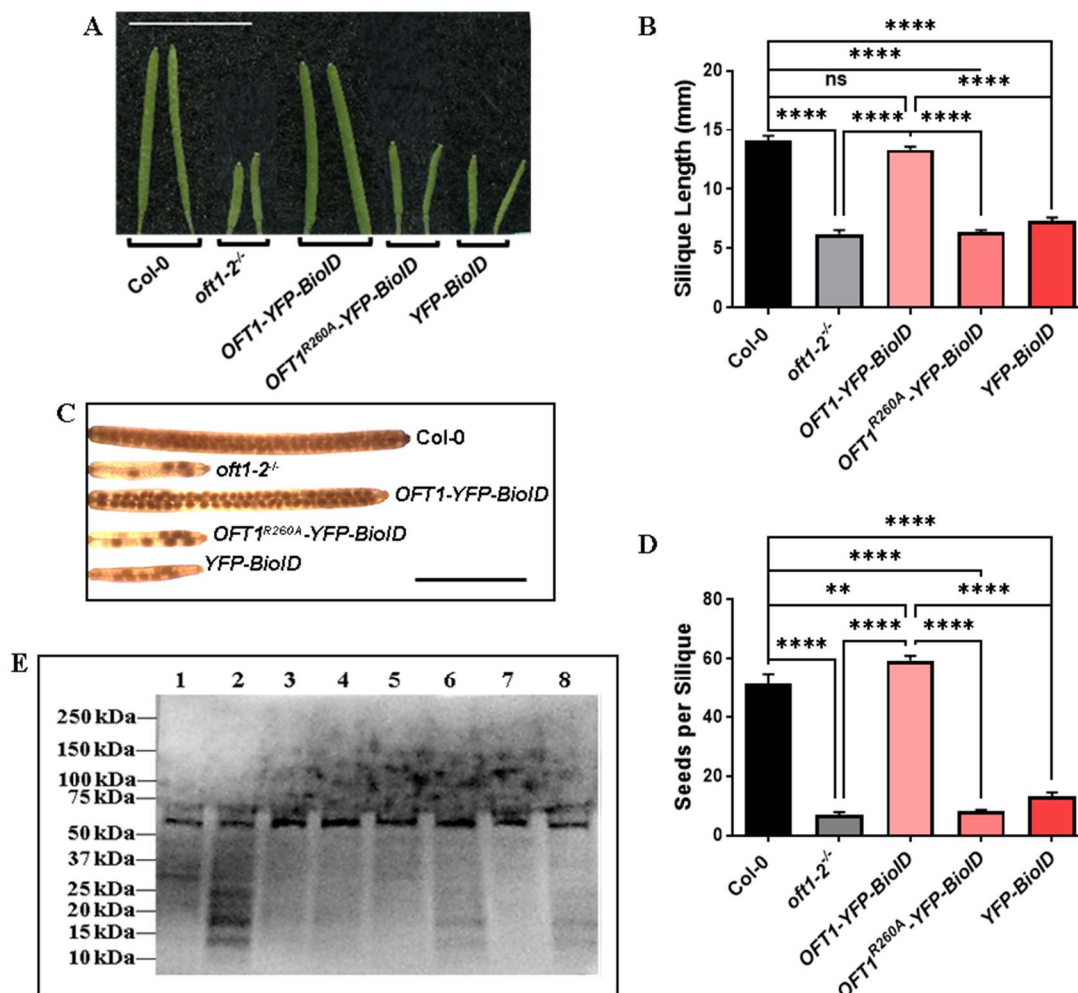 A
Col-0
oft1-2-/-
OFT1-YFP-BioID
OFT1R260A-YFP-BioID
YFP-BioID
B
****
****
ns
****
****
****
****
20
15
10
5
0
Silique Length (mm)
Col-0
oft1-2-/-
OFT1-YFP-BioID
OFT1R260A-YFP-BioID
YFP-BioID
C
Col-0
oft1-2-/-
OFT1-YFP-BioID
OFT1R260A-YFP-BioID
YFP-BioID
D
****
****
**
****
****
****
****
80
60
40
20
0
Seeds per Silique
Col-0
oft1-2-/-
OFT1-YFP-BioID
OFT1R260A-YFP-BioID
YFP-BioID
E
1 2 3 4 5 6 7 8
250 kDa
150 kDa
100 kDa
75 kDa
50 kDa
37 kDa
25 kDa
20 kDa
15 kDa
10 kDa